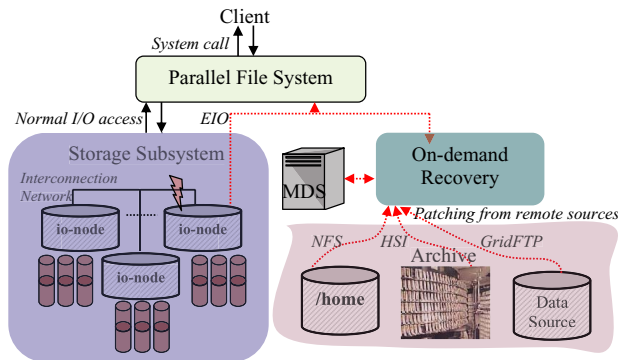 Client
System call
Parallel File System
Normal I/O access
EIO
Storage Subsystem
Interconnection
Network
io-node
io-node
io-node
MDS
On-demand
Recovery
Patching from remote sources
NFS
HSI
GridFTP
Archive
/home
Data
Source